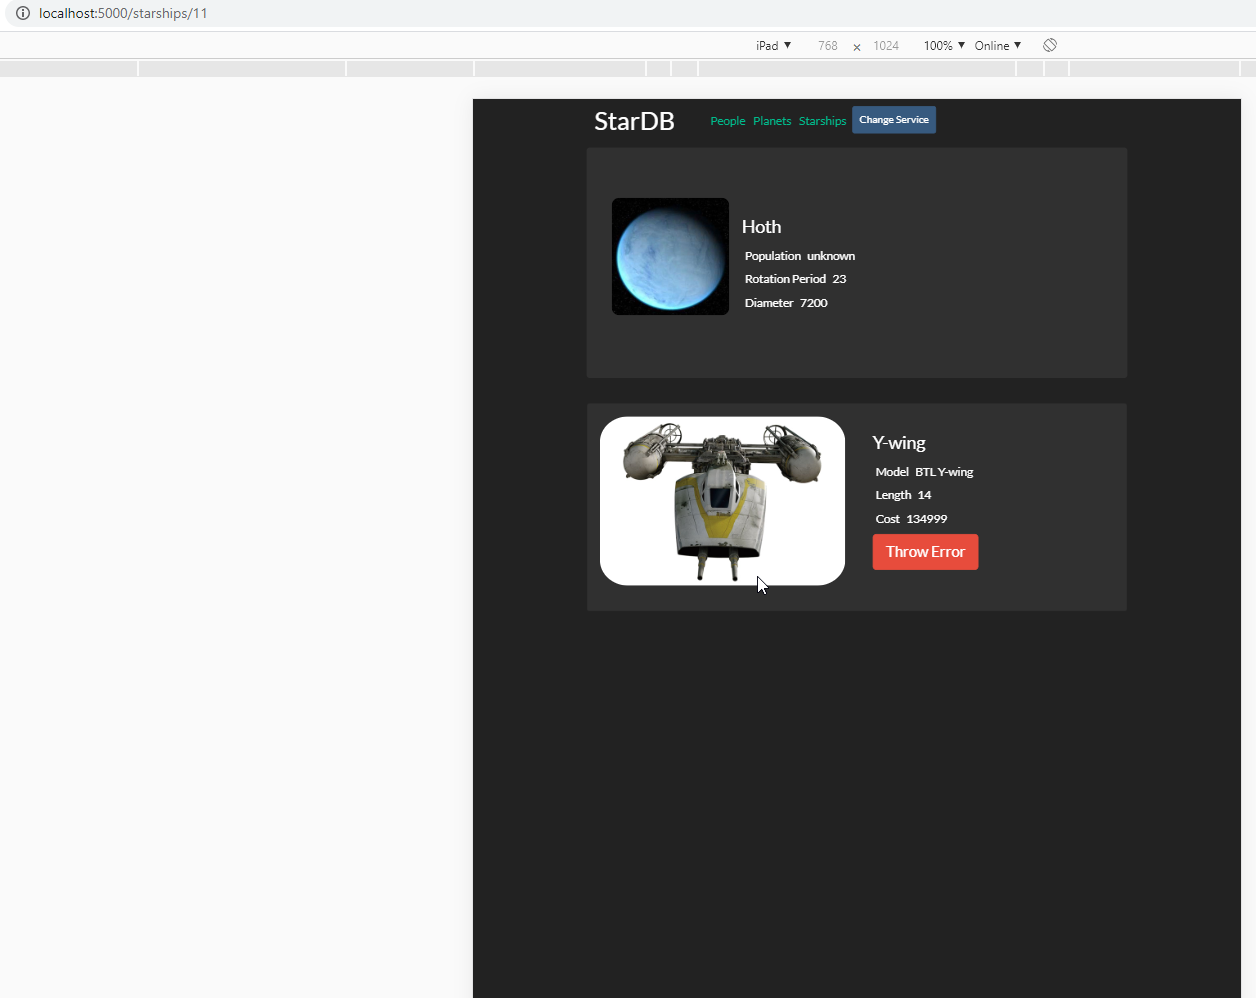 localhost:5000/starships/11
iPad ▼ 768 × 1024 100% ▼ Online ▼
StarDB People Planets Starships Change Service
Hoth
Population unknown
Rotation Period 23
Diameter 7200
Y-wing
Model BTL Y-wing
Length 14
Cost 134999
Throw Error